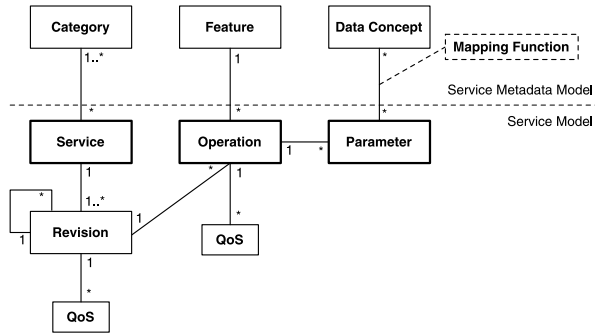 Category
Feature
Data Concept
Mapping Function
1..*
1
*
Service Metadata Model
*
*
*
Service Model
Service
Operation
Parameter
1
*
1
*
1
*
1..*
*
1
Revision
1
*
QoS
1
*
QoS